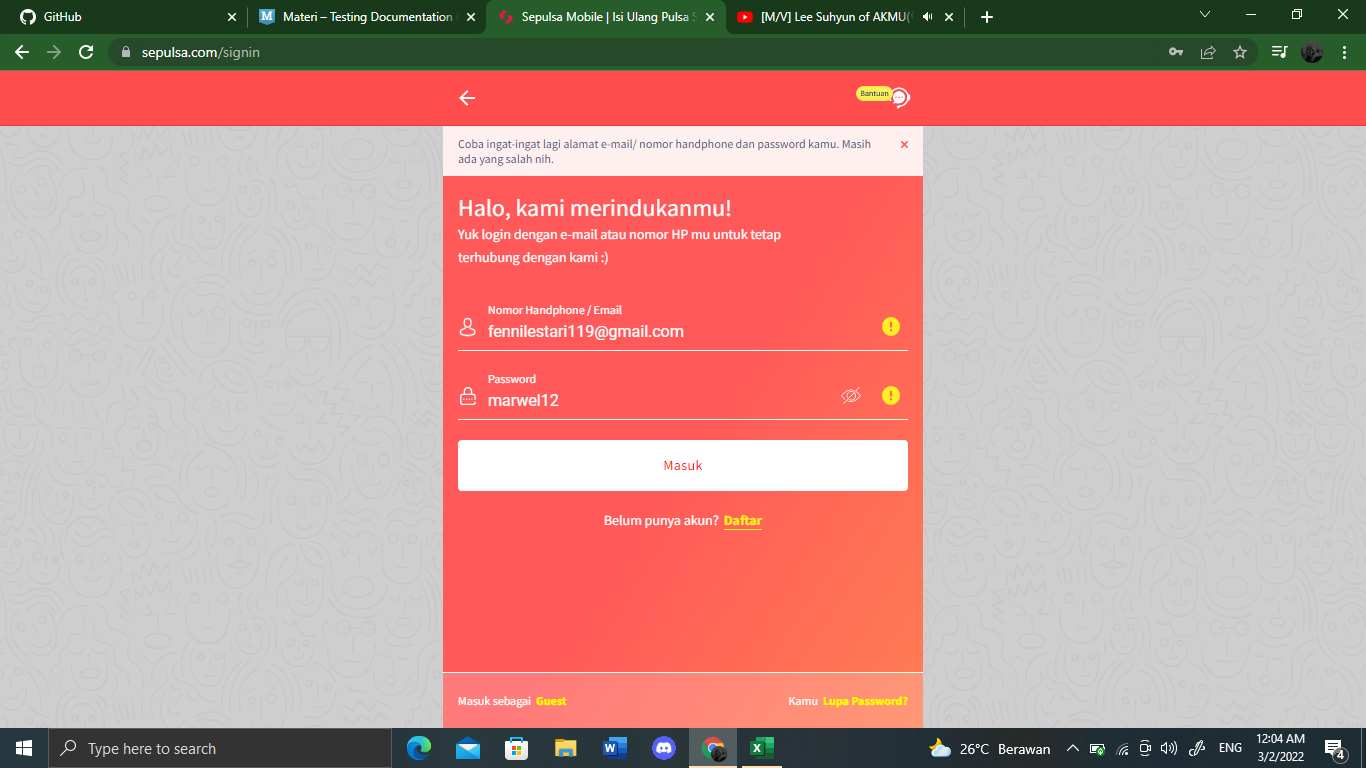 GitHub
Materi – Testing Documentation
Sepulsa Mobile | Isi Ulang Pulsa S
[M/V] Lee Suhyun of AKMU(
sepulsa.com/signin
Bantuan
Coba ingat-ingat lagi alamat e-mail/ nomor handphone dan password kamu. Masih
ada yang salah nih.
Halo, kami merindukanmu!
Yuk login dengan e-mail atau nomor HP mu untuk tetap
terhubung dengan kami :)
Nomor Handphone / Email
fennilestari119@gmail.com
Password
marwel12
Masuk
Belum punya akun? Daftar
Masuk sebagai Guest
Kamu Lupa Password?
Type here to search
26°C Berawan
ENG
12:04 AM
3/2/2022
4